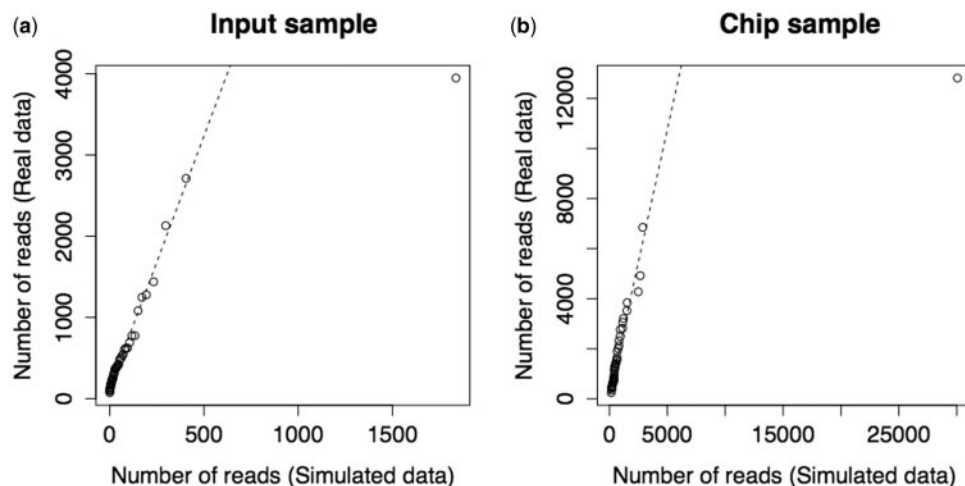 (a) Input sample
Number of reads (Real data)
4000
3000
2000
1000
0
0 500 1000 1500
Number of reads (Simulated data)
(b) Chip sample
Number of reads (Real data)
12000
8000
4000
0
0 5000 15000 25000
Number of reads (Simulated data)